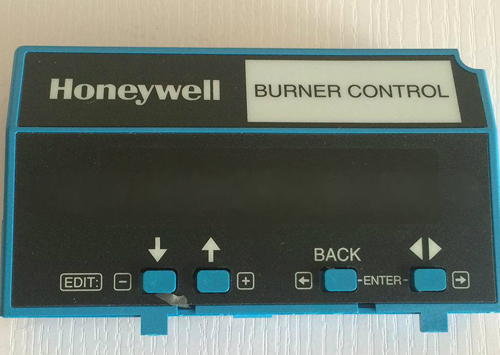 Honeywell
BURNER CONTROL
↓ ↑ BACK ◀▶
EDIT: − + ← -ENTER- →